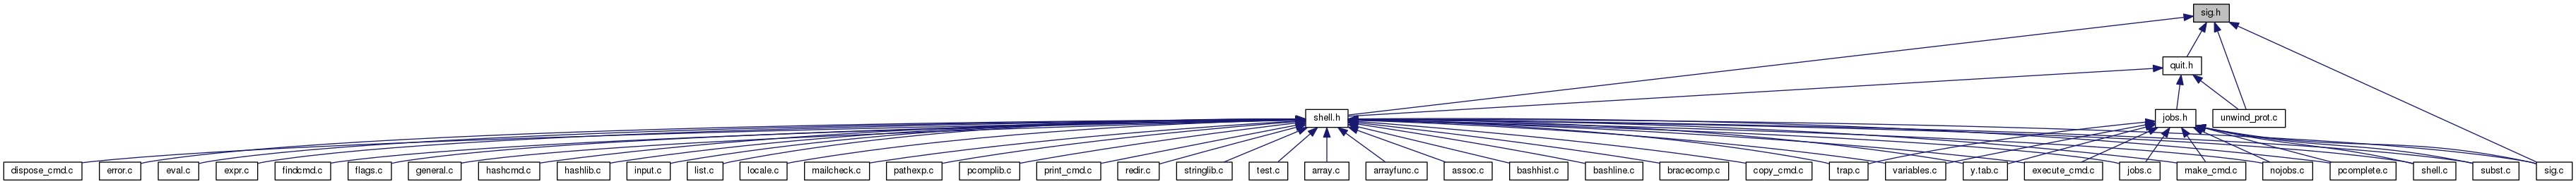 sig.h
quit.h
shell.h
jobs.h
unwind_prot.c
dispose_cmd.c
error.c
eval.c
expr.c
findcmd.c
flags.c
general.c
hashcmd.c
hashlib.c
input.c
list.c
locale.c
mailcheck.c
pathexp.c
pcomplib.c
print_cmd.c
redir.c
stringlib.c
test.c
array.c
arrayfunc.c
assoc.c
bashhist.c
bashline.c
bracecomp.c
copy_cmd.c
trap.c
variables.c
y.tab.c
execute_cmd.c
jobs.c
make_cmd.c
nojobs.c
pcomplete.c
shell.c
subst.c
sig.c